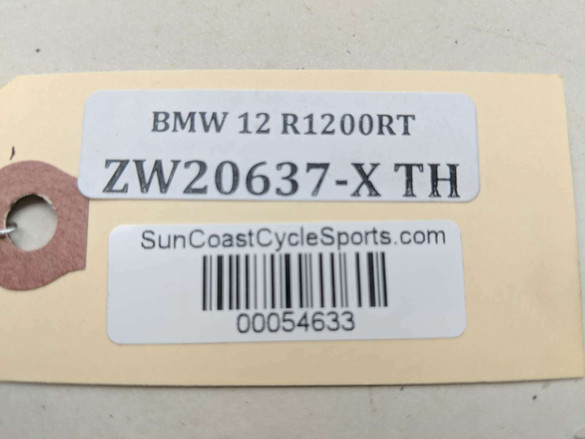 BMW 12 R1200RT
ZW20637-X TH
SunCoastCycleSports.com
00054633